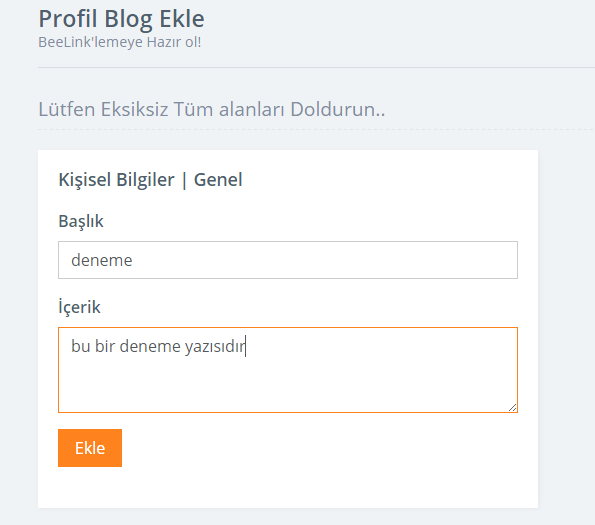 Profil Blog Ekle
BeeLink'lemeye Hazır ol!
Lütfen Eksiksiz Tüm alanları Doldurun..
Kişisel Bilgiler | Genel
Başlık
deneme
İçerik
bu bir deneme yazısıdır
Ekle